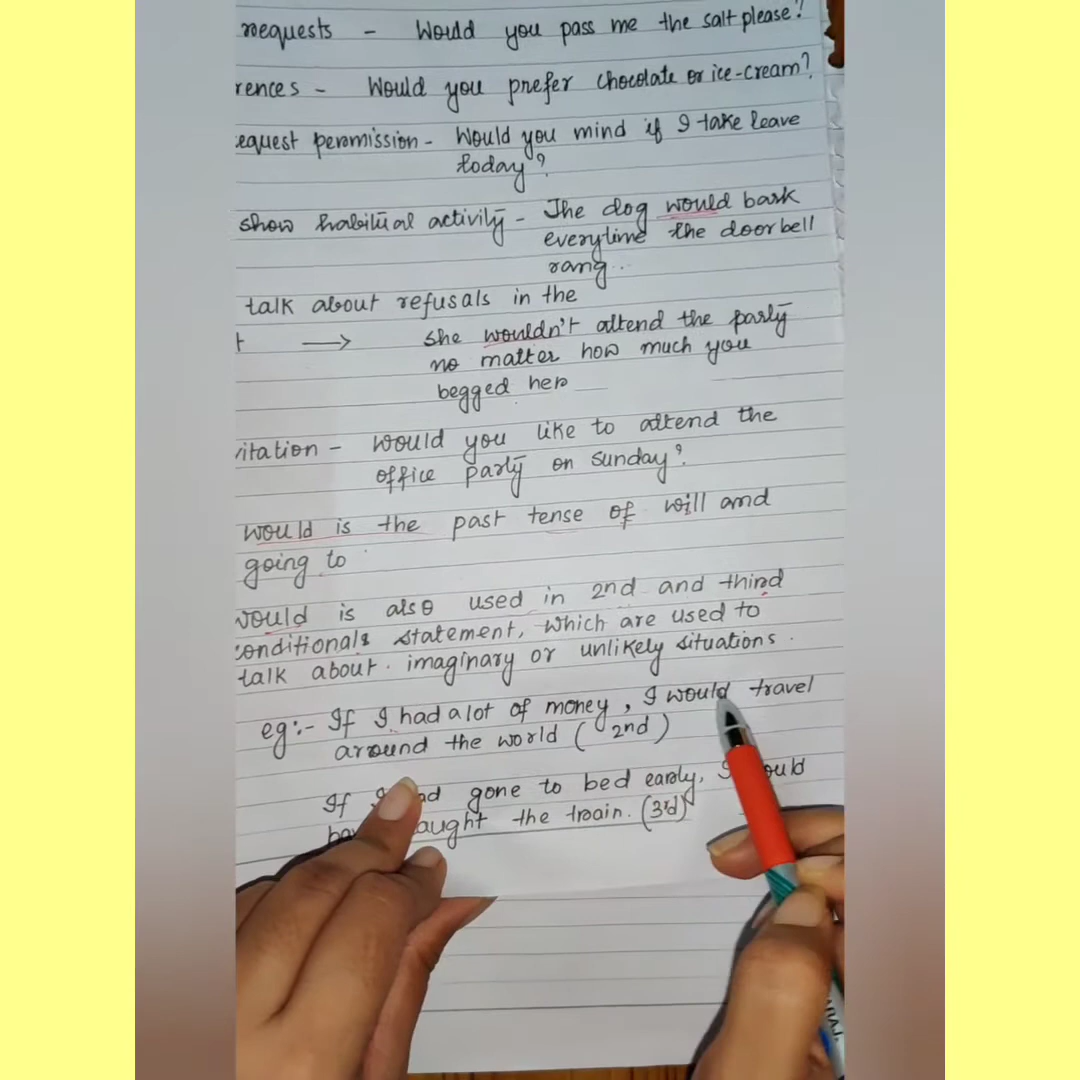 requests - Would you pass me the salt please?
rences - Would you prefer chocolate or ice-cream?
equest permission - Would you mind if I take leave
today?
show habitual activity - The dog would bark
everytime the doorbell
rang...
talk about refusals in the
t → she wouldn't attend the party
no matter how much you
begged her
vitation - would you like to attend the
office party on sunday?
would is the past tense of will and
going to
would is also used in 2nd and third
conditionals statement, which are used to
talk about imaginary or unlikely situations.
eg:- If I had a lot of money, I would travel
around the world (2nd)
If gone to bed early, I
the train. (3rd)